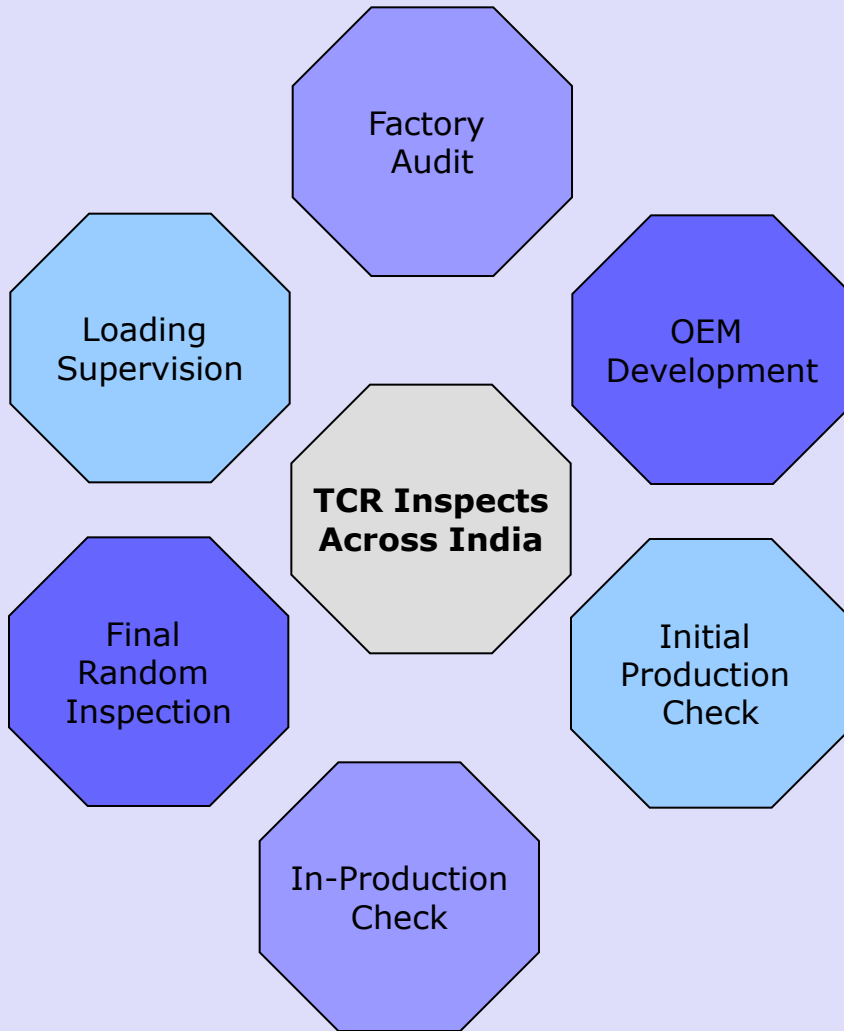 Factory
Audit
OEM
Development
Initial
Production
Check
In-Production
Check
Final
Random
Inspection
Loading
Supervision
TCR Inspects
Across India